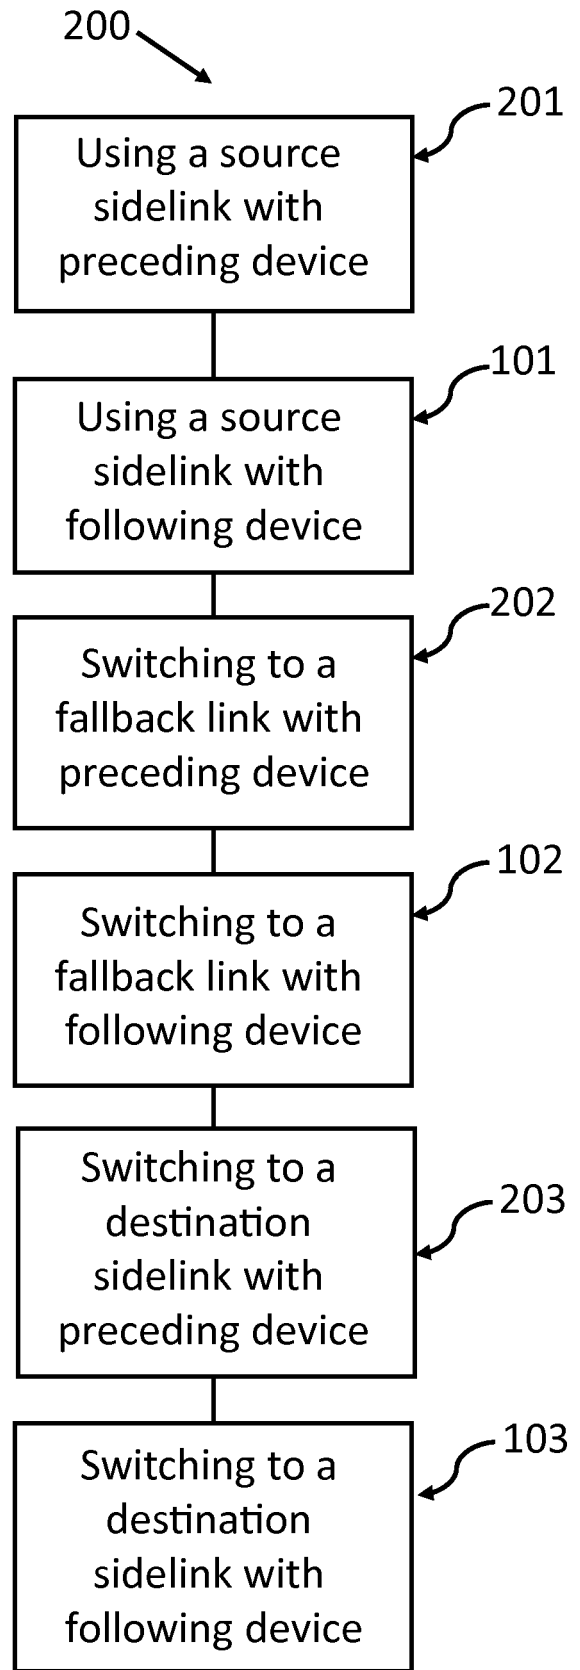 200
201
Using a source
sidelink with
preceding device
101
Using a source
sidelink with
following device
202
Switching to a
fallback link with
preceding device
102
Switching to a
fallback link with
following device
Switching to a
destination
203
sidelink with
preceding device
103
Switching to a
destination
sidelink with
following device